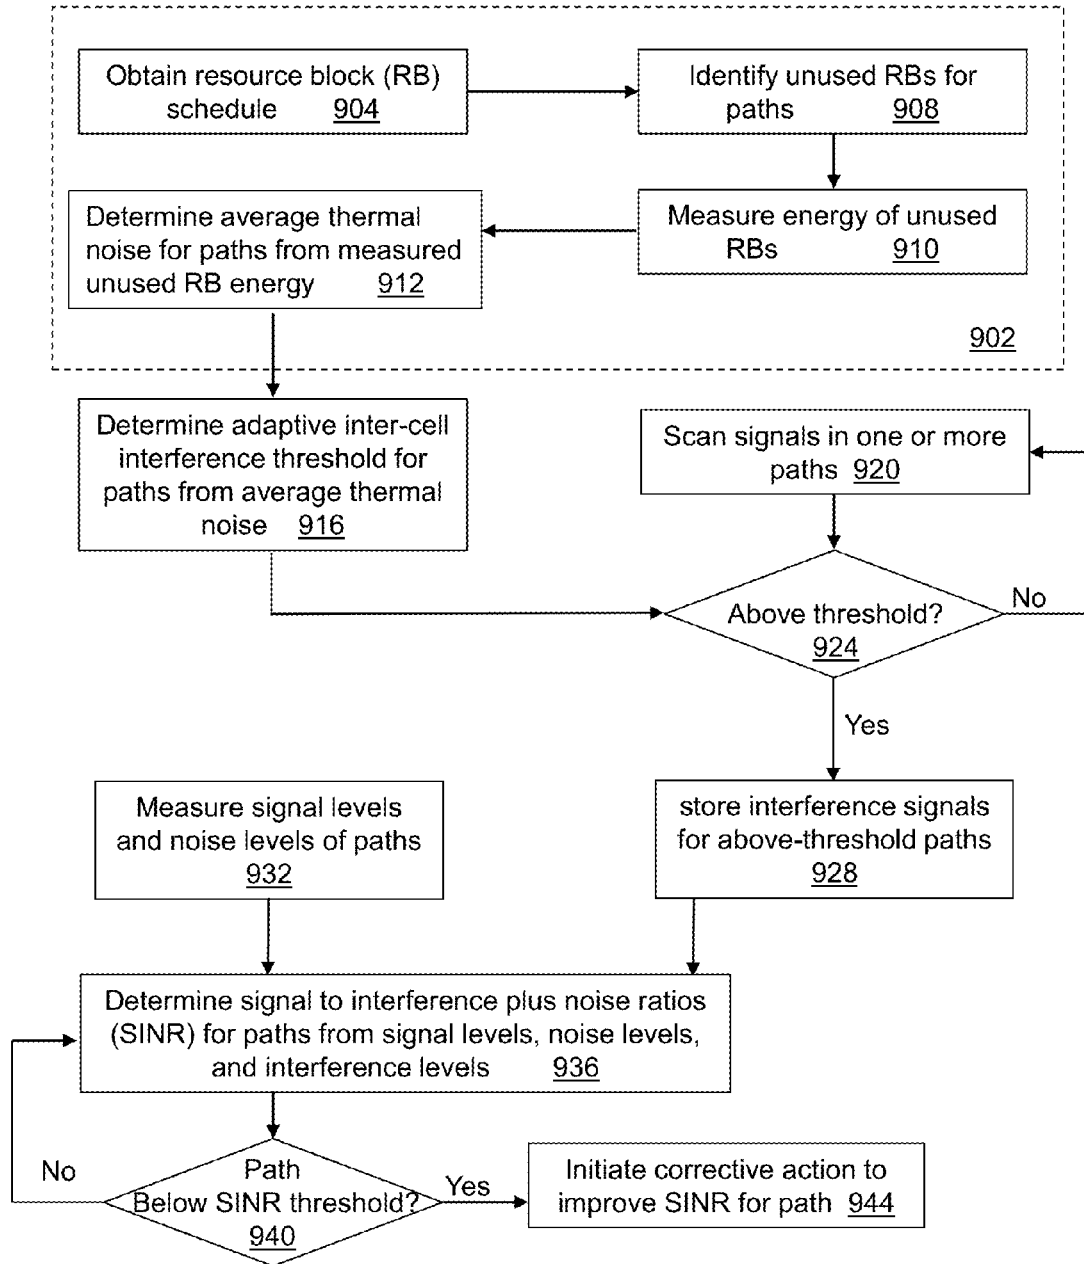 Obtain resource block (RB)
schedule 904
Identify unused RBs for
paths 908
Determine average thermal
noise for paths from measured
unused RB energy 912
Measure energy of unused
RBs 910
902
Determine adaptive inter-cell
interference threshold for
paths from average thermal
noise 916
Scan signals in one or more
paths 920
Above threshold?
924
No
Yes
Measure signal levels
and noise levels of paths
932
store interference signals
for above-threshold paths
928
Determine signal to interference plus noise ratios
(SINR) for paths from signal levels, noise levels,
and interference levels 936
No
Path
Below SINR threshold?
940
Yes
Initiate corrective action to
improve SINR for path 944